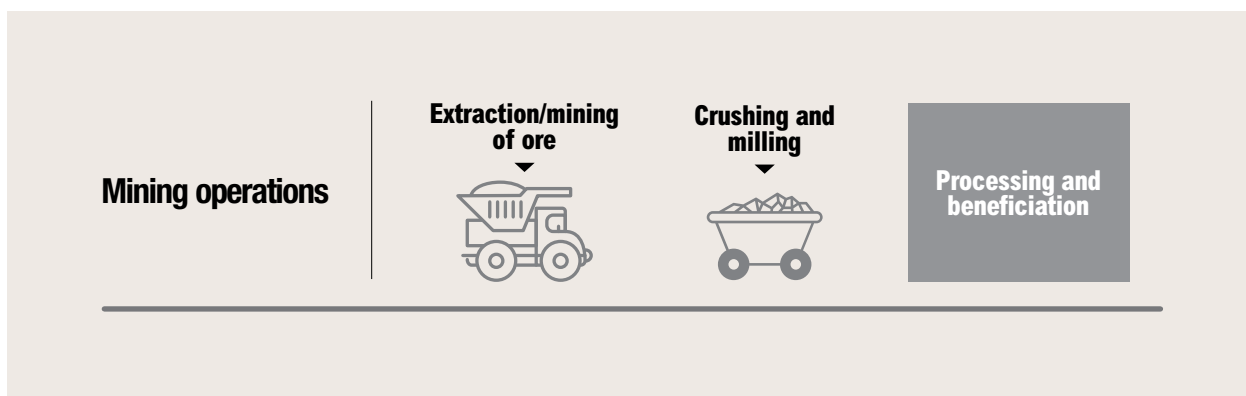 Mining operations
Extraction/mining
of ore
Crushing and
milling
Processing and
beneficiation